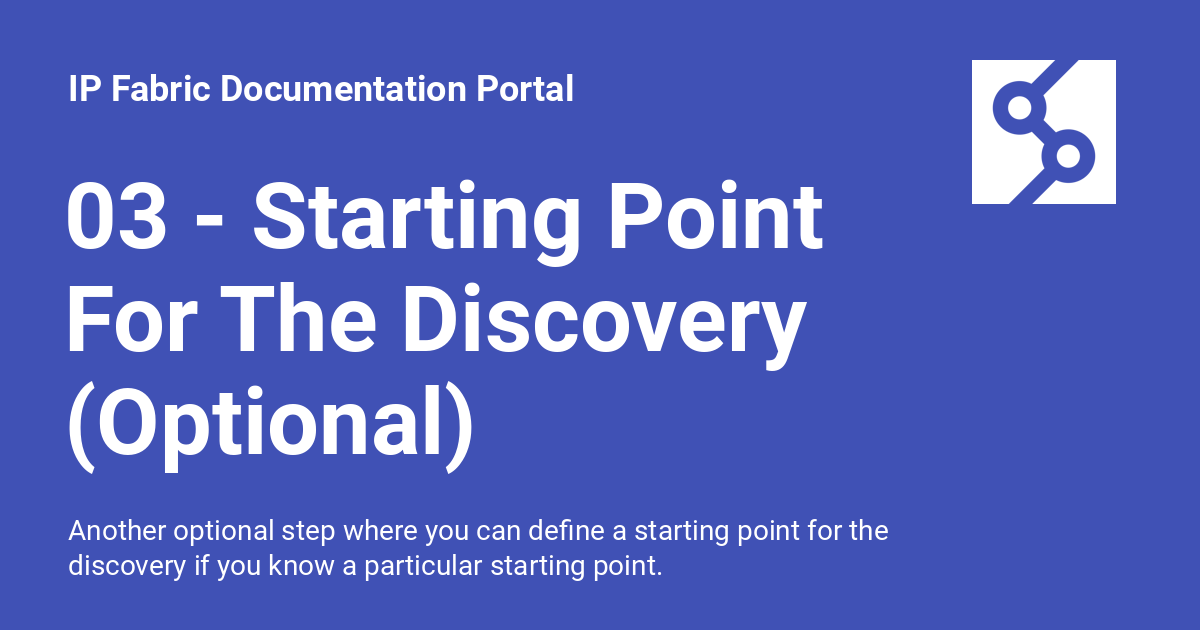 IP Fabric Documentation Portal
03 - Starting Point
For The Discovery
(Optional)
Another optional step where you can define a starting point for the
discovery if you know a particular starting point.